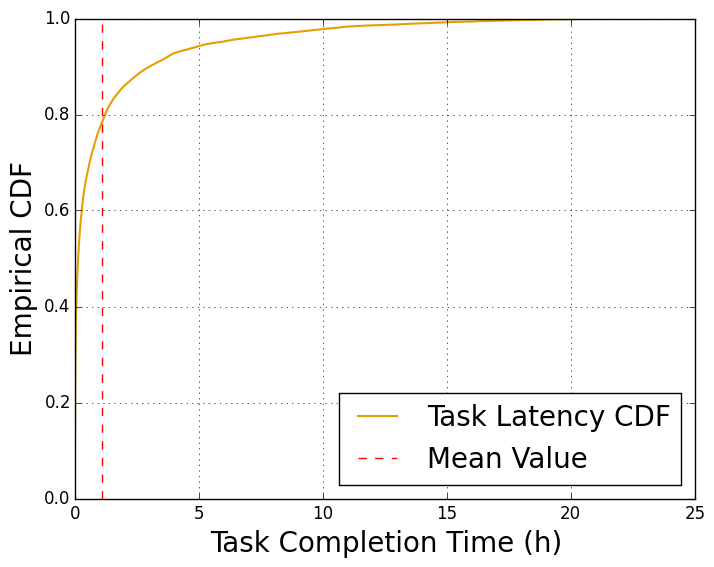 1.0
0.8
0.6
0.4
0.2
0.0
Empirical CDF
Task Latency CDF
Mean Value
0 5 10 15 20 25
Task Completion Time (h)